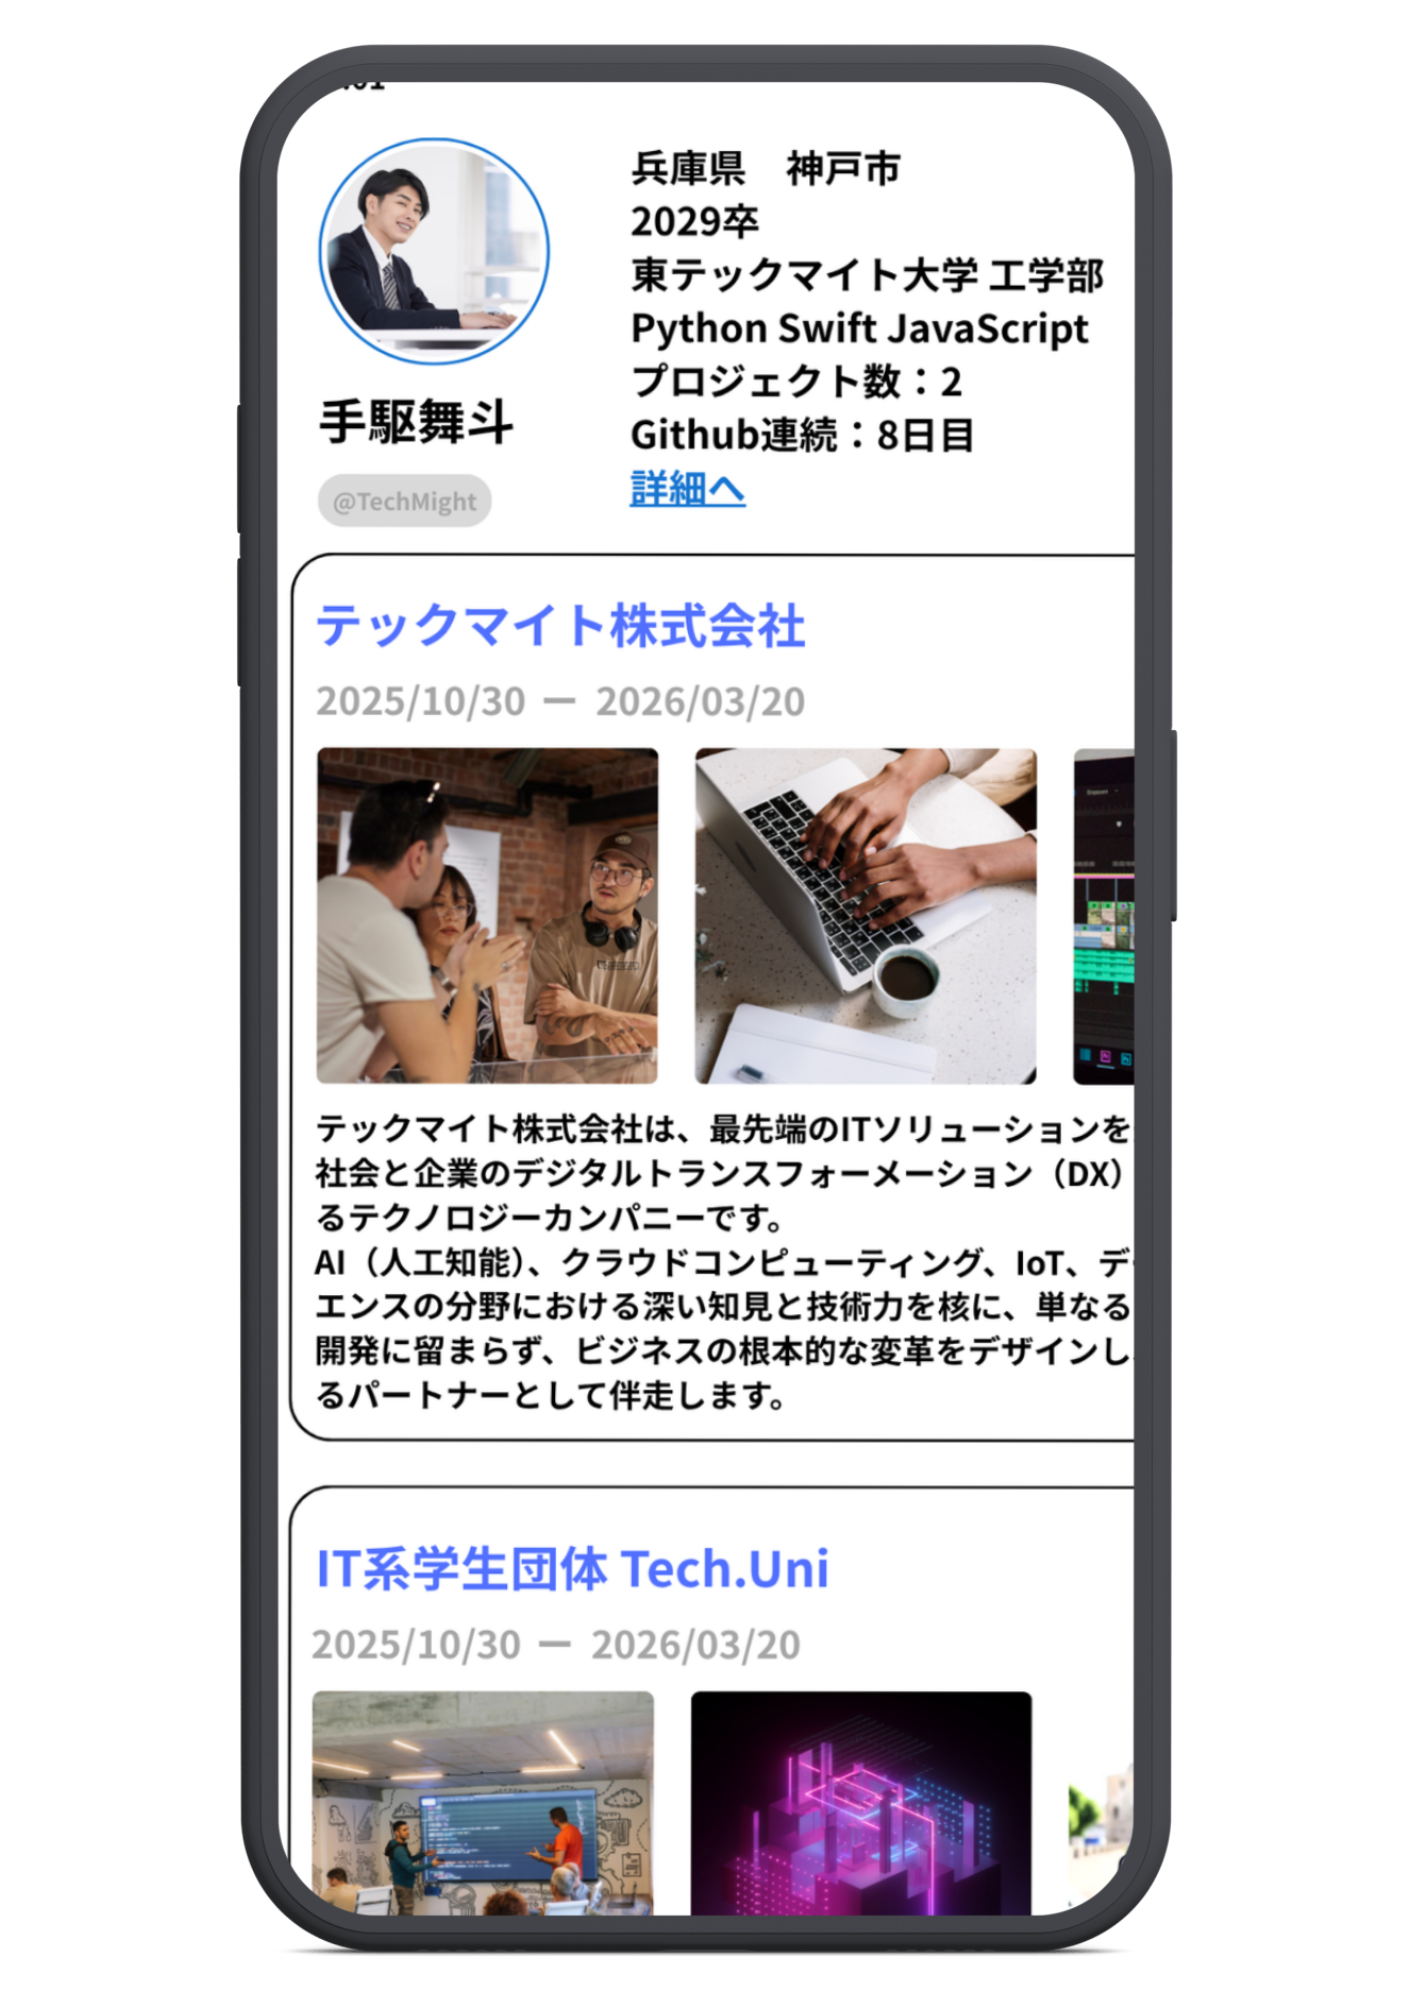 兵庫県　神戸市
2029卒
東テックマイト大学 工学部
Python Swift JavaScript
プロジェクト数：2
Github連続：8日目
詳細へ
手駆舞斗
@TechMight
テックマイト株式会社
2025/10/30 ー 2026/03/20
テックマイト株式会社は、最先端のITソリューションを
社会と企業のデジタルトランスフォーメーション（DX）
るテクノロジーカンパニーです。
AI（人工知能）、クラウドコンピューティング、IoT、デ
エンスの分野における深い知見と技術力を核に、単なる
開発に留まらず、ビジネスの根本的な変革をデザインし
るパートナーとして伴走します。
IT系学生団体 Tech.Uni
2025/10/30 ー 2026/03/20